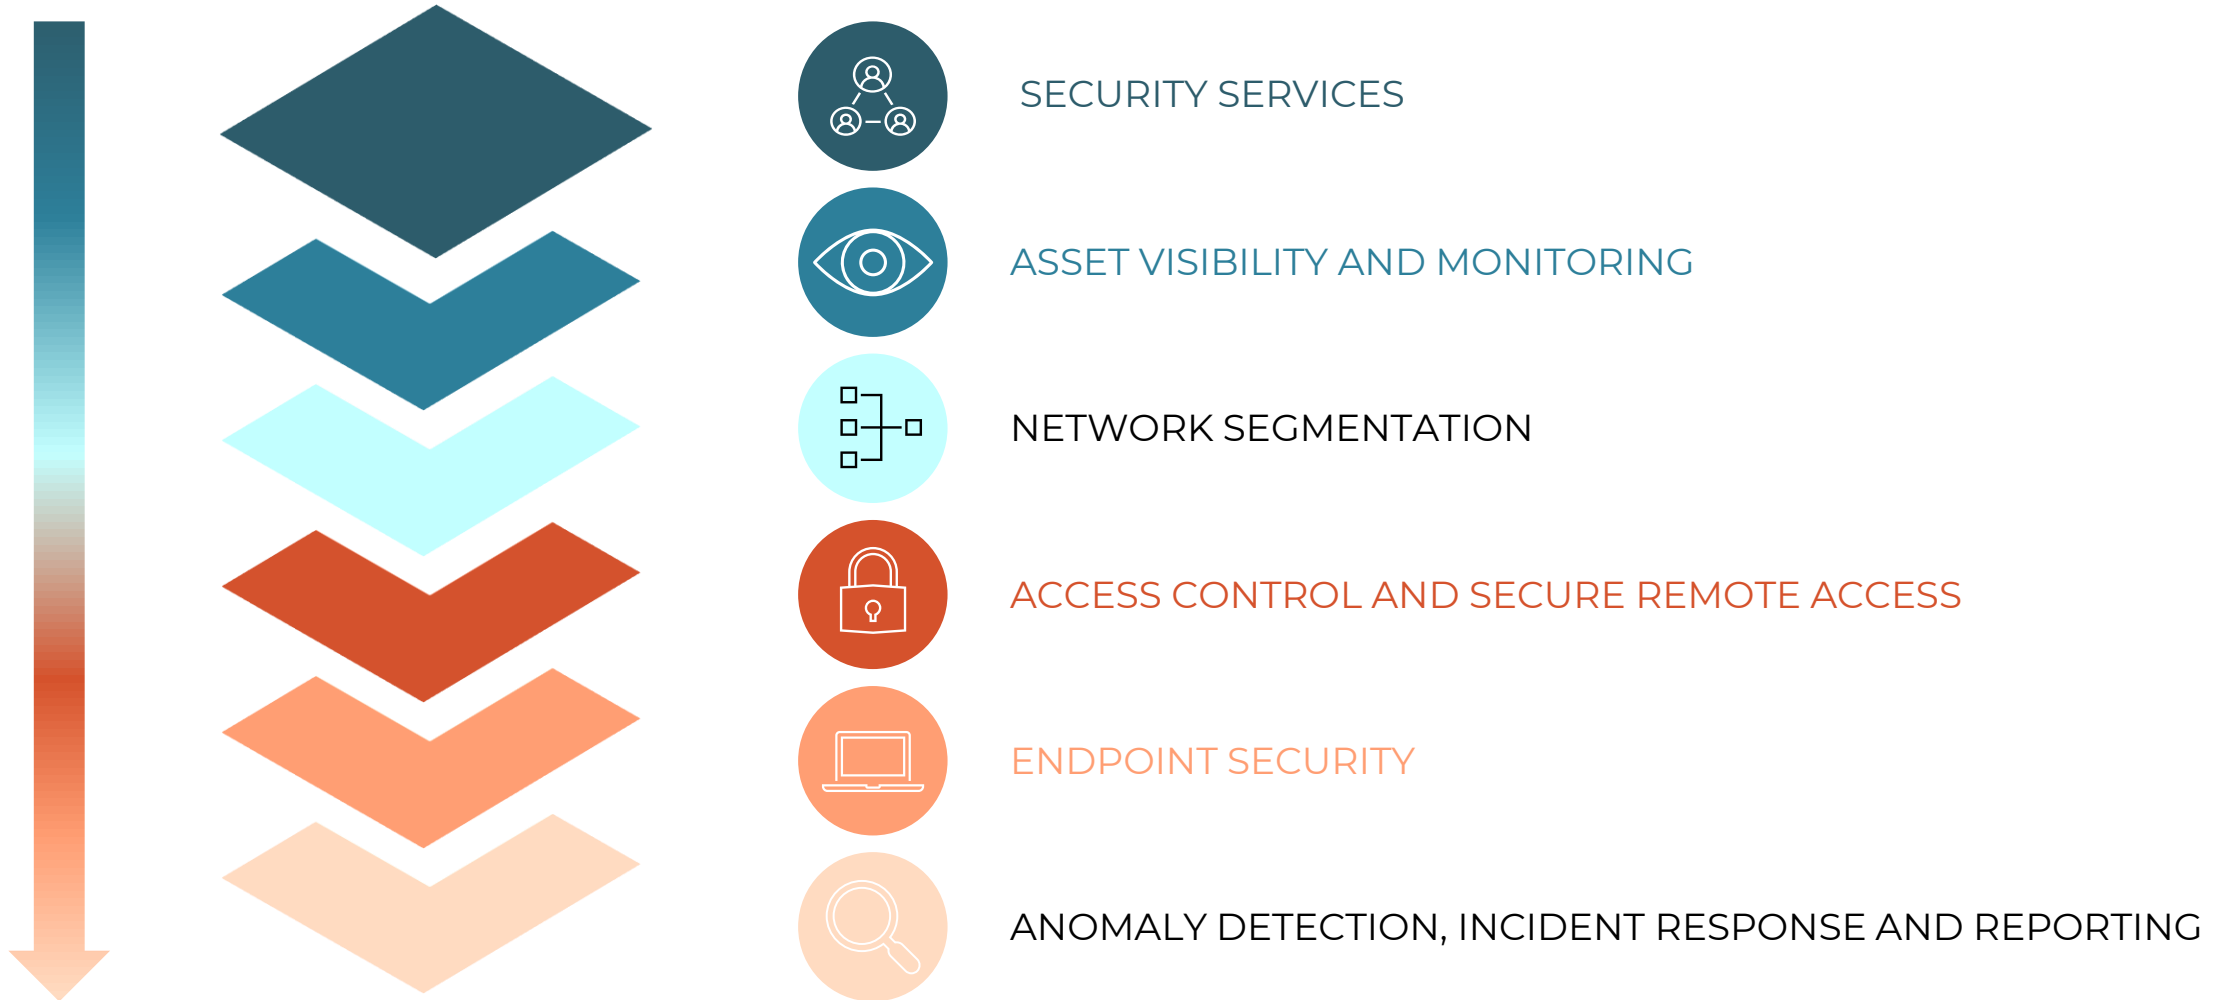 SECURITY SERVICES
ASSET VISIBILITY AND MONITORING
NETWORK SEGMENTATION
ACCESS CONTROL AND SECURE REMOTE ACCESS
ENDPOINT SECURITY
ANOMALY DETECTION, INCIDENT RESPONSE AND REPORTING